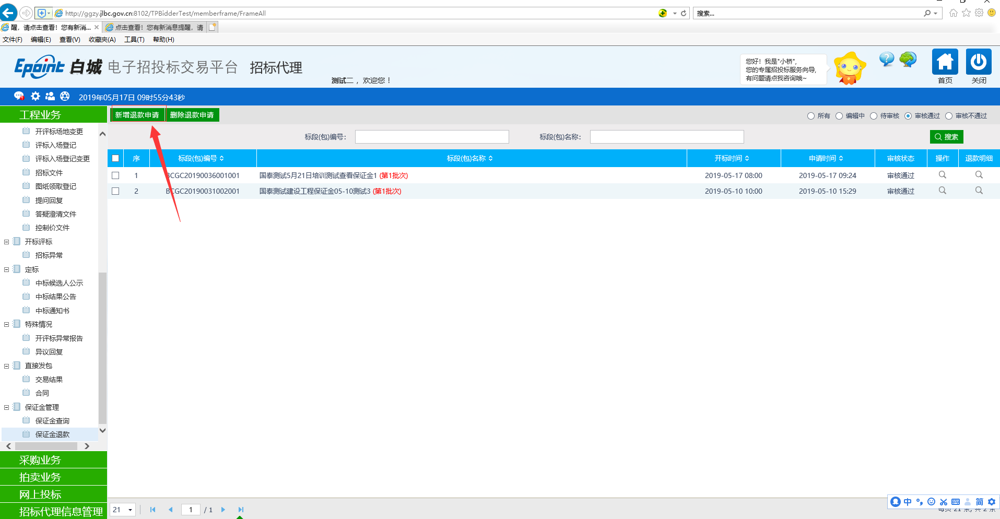 http://ggzy.jlbc.gov.cn:8102/TPBidderTest/memberframe/FrameAll
搜索...
醒，请点击查看！您有新消...
点击查看！您有新消息提醒，请
文件(F) 编辑(E) 查看(V) 收藏夹(A) 工具(T) 帮助(H)
Epoint 白城 电子招投标交易平台 招标代理
测试二，欢迎您！
您好！我是"小桥",
您的专属招投标服务向导,
有问题请点我咨询哦~
首页
关闭
2019年05月17日 09时55分43秒
工程业务
开评标场地变更
评标入场登记
评标入场登记变更
招标文件
图纸领取登记
提问回复
答疑澄清文件
控制价文件
开标评标
招标异常
定标
中标候选人公示
中标结果公告
中标通知书
特殊情况
开评标异常报告
异议回复
直接发包
交易结果
合同
保证金管理
保证金查询
保证金退款
采购业务
拍卖业务
网上投标
招标代理信息管理
新增退款申请 删除退款申请
所有 编辑中 待审核 审核通过 审核不通过
标段(包)编号： 标段(包)名称： 搜索
序 标段(包)编号 标段(包)名称 开标时间 申请时间 审核状态 操作 退款明细
1 BCGC20190036001001 国泰测试5月21日培训测试查看保证金1 (第1批次) 2019-05-17 08:00 2019-05-17 09:24 审核通过
2 BCGC20190031002001 国泰测试建设工程保证金05-10测试3 (第1批次) 2019-05-10 10:00 2019-05-10 15:29 审核通过
21 1 / 1
中 简
每页 21 条, 共 2 条